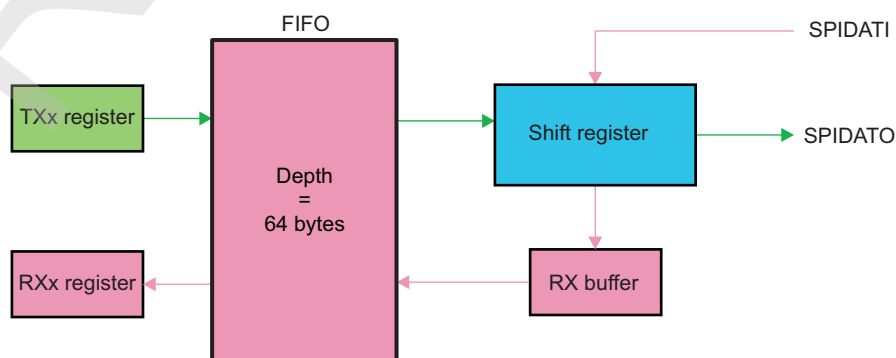 FIFO
SPIDATI
TXx register
Shift register
SPIDATO
Depth
=
64 bytes
RXx register
RX buffer